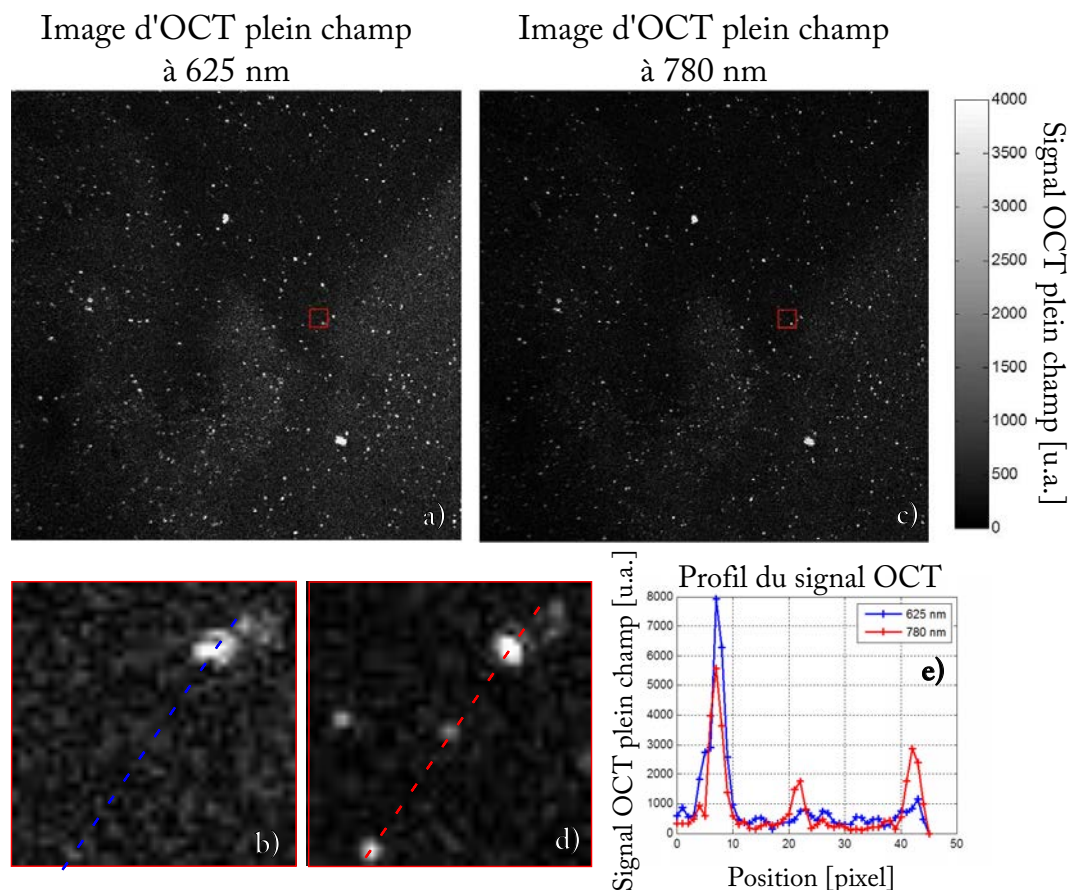 Image d'OCT plein champ
à 625 nm
Image d'OCT plein champ
à 780 nm
a)
c)
4000
3500
3000
2500
2000
1500
1000
500
0
Signal OCT plein champ [u.a.]
b)
d)
Signal OCT plein champ [u.a.]
Profil du signal OCT
8000
7000
6000
5000
4000
3000
2000
1000
0
625 nm
780 nm
e)
0 10 20 30 40 50
Position [pixel]